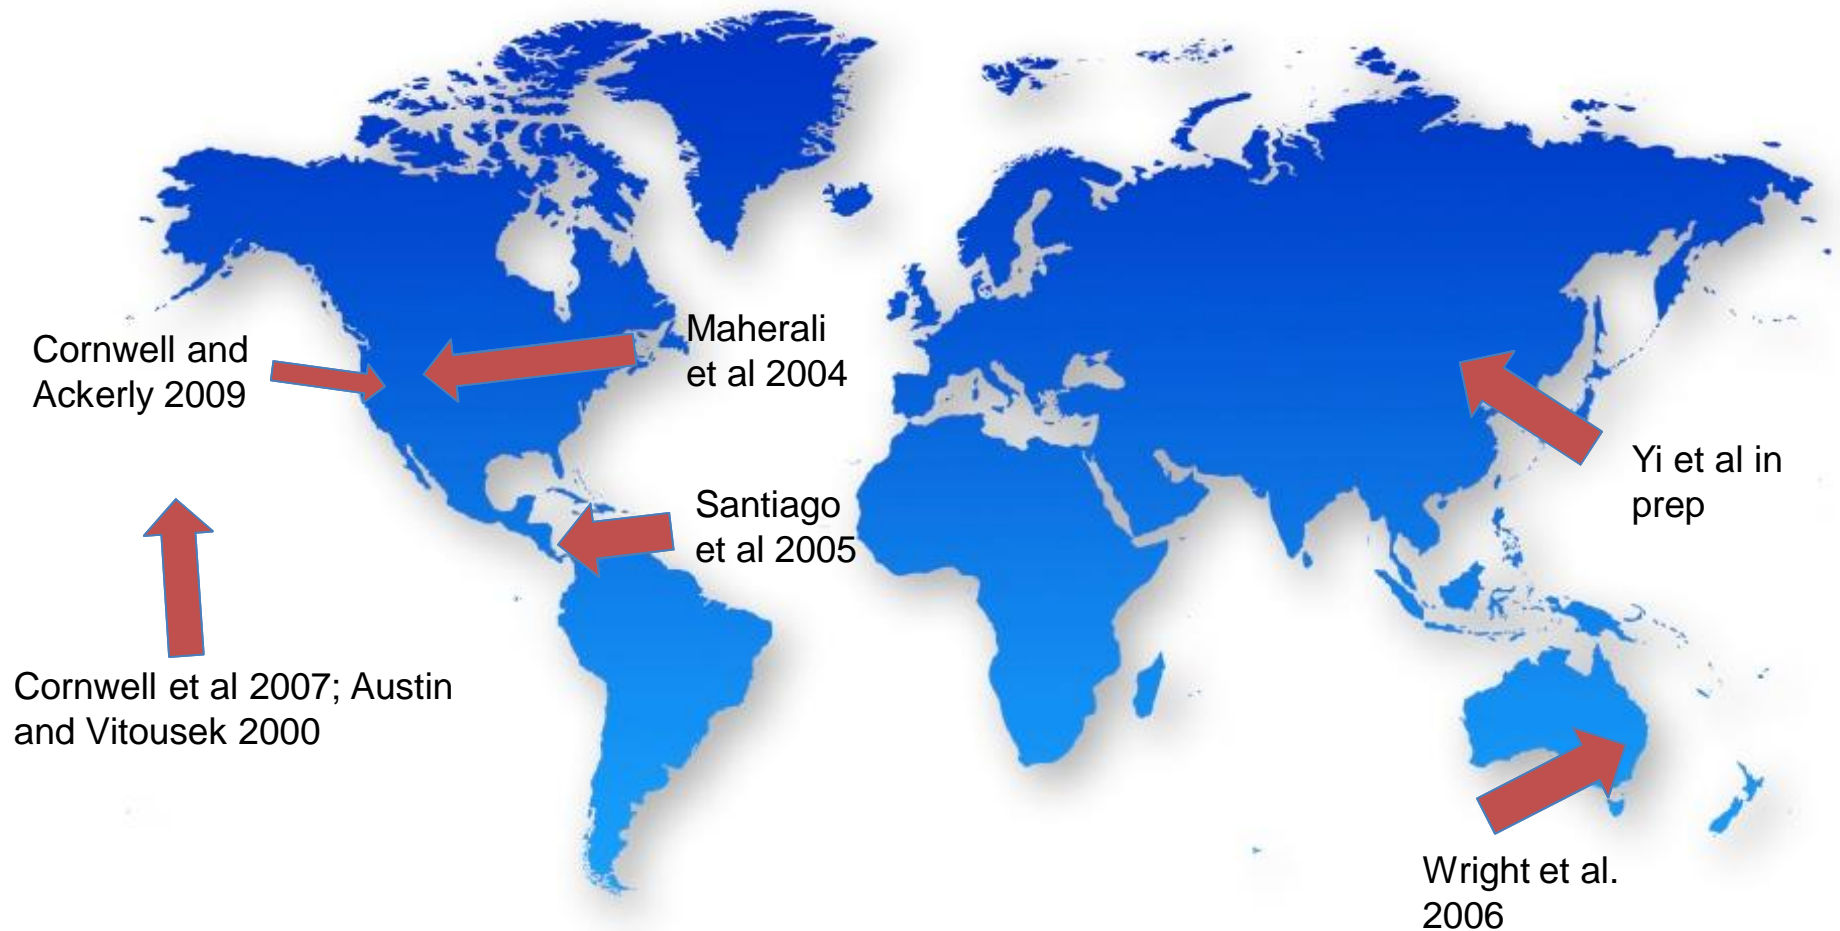 Cornwell and
Ackerly 2009
Maherali
et al 2004
Santiago
et al 2005
Yi et al in
prep
Cornwell et al 2007; Austin
and Vitousek 2000
Wright et al.
2006